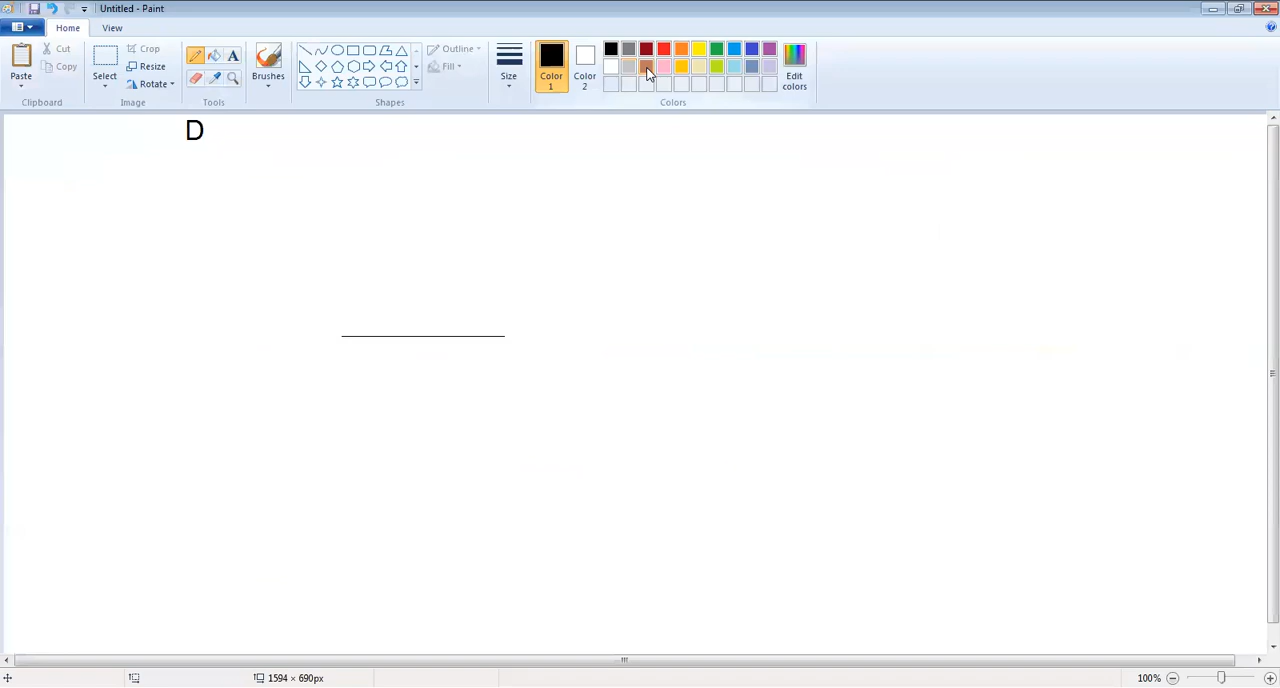 Untitled - Paint
Home
View
Paste
Cut
Copy
Clipboard
Select
Crop
Resize
Rotate
Image
A
Tools
Brushes
Shapes
Outline
Fill
Size
Color 1
Color 2
Colors
Edit colors
D
1594 × 690px
100%